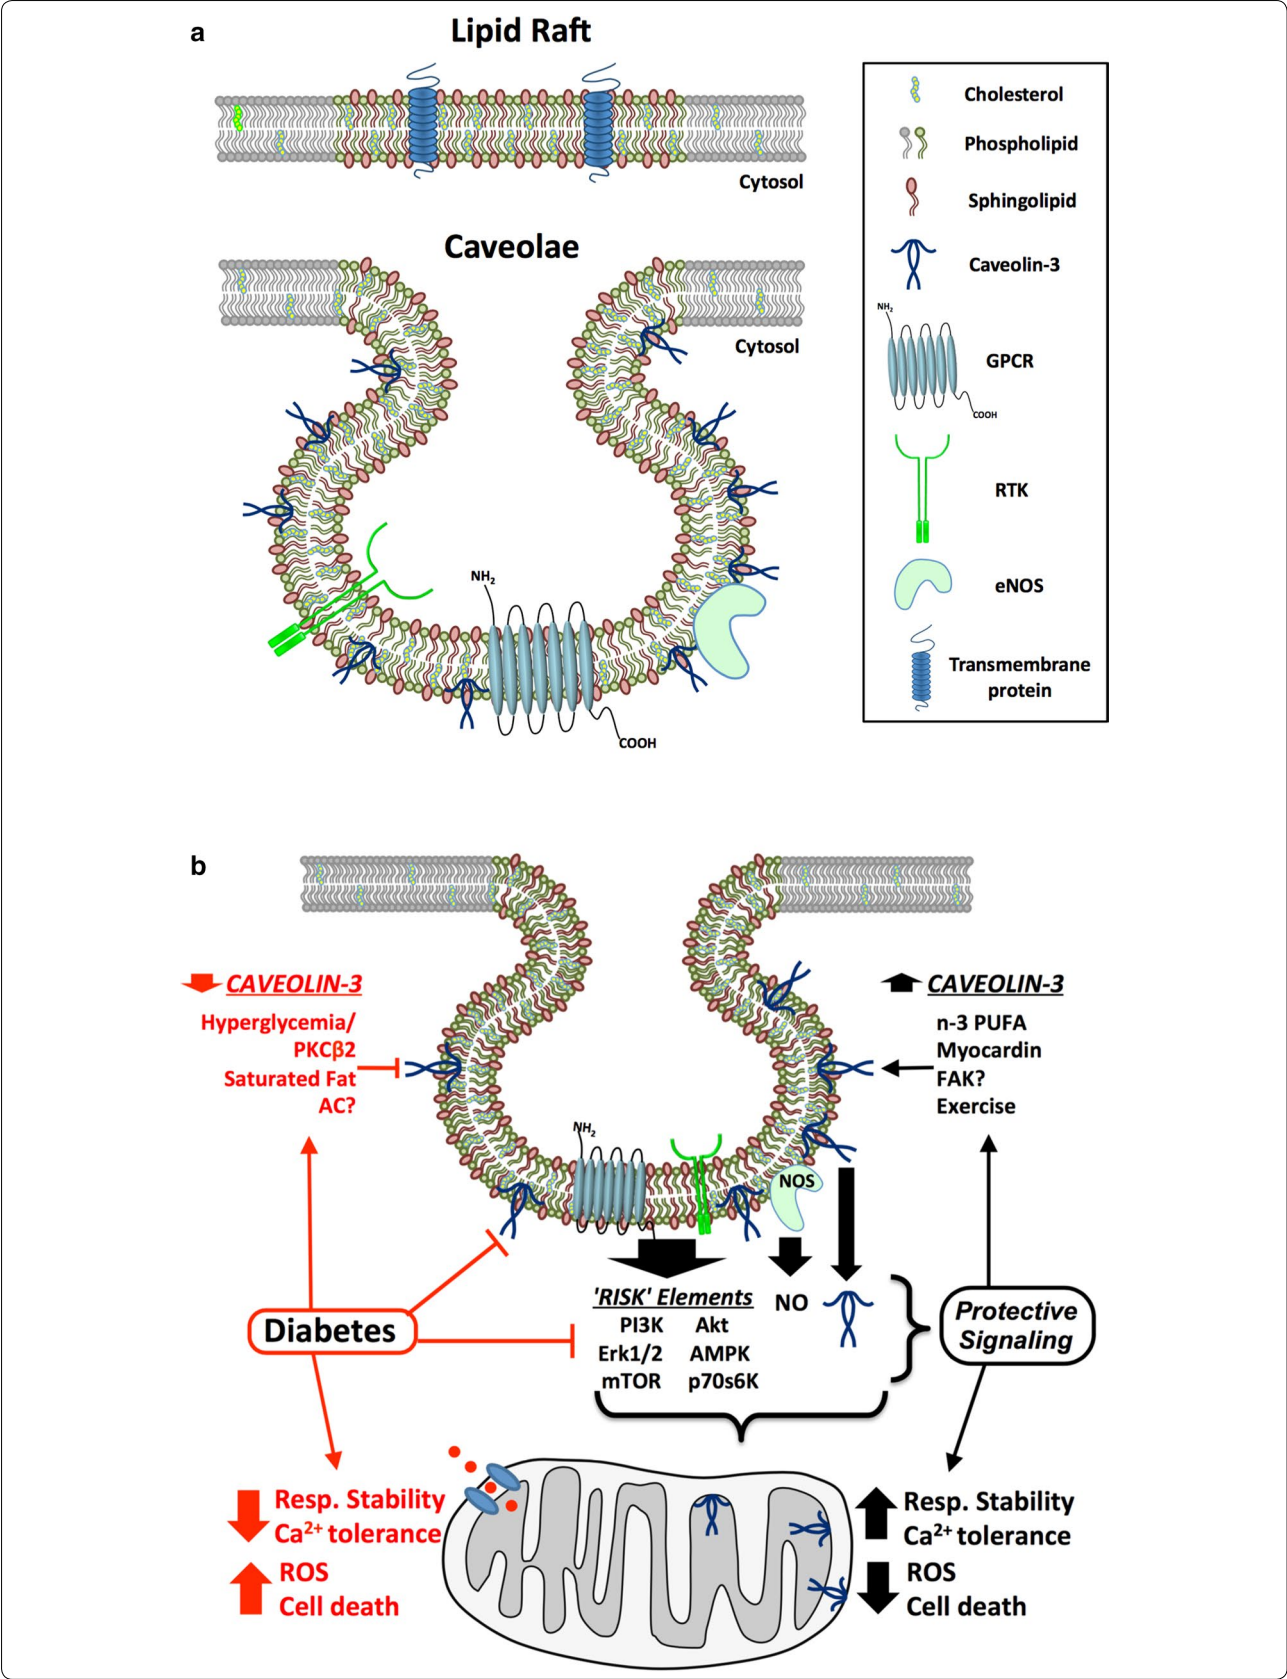 a
Lipid Raft
Cytosol
Caveolae
Cytosol
NH2
COOH
Cholesterol
Phospholipid
Sphingolipid
Caveolin-3
NH2
GPCR
COOH
RTK
eNOS
Transmembrane
protein
b
CAVEOLIN-3
Hyperglycemia/
PKCβ2
Saturated Fat
AC?
CAVEOLIN-3
n-3 PUFA
Myocardin
FAK?
Exercise
NH2
NOS
'RISK' Elements
PI3K Akt
Erk1/2 AMPK
mTOR p70s6K
NO
Diabetes
Protective
Signaling
Resp. Stability
Ca2+ tolerance
ROS
Cell death
Resp. Stability
Ca2+ tolerance
ROS
Cell death